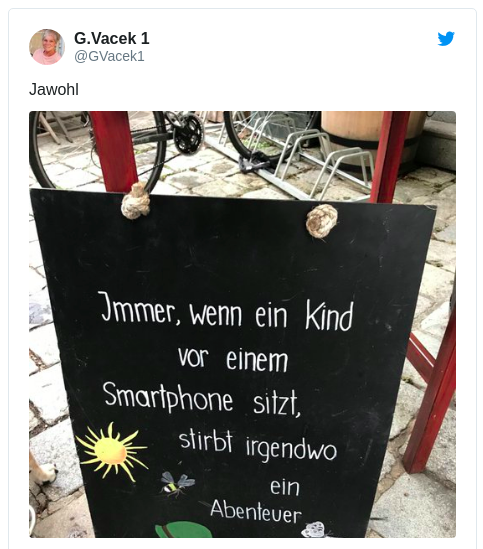 G.Vacek 1
@GVacek1
Jawohl
Jmmer, wenn ein Kind
vor einem
Smartphone sitzt,
stirbt irgendwo
ein
Abenteuer